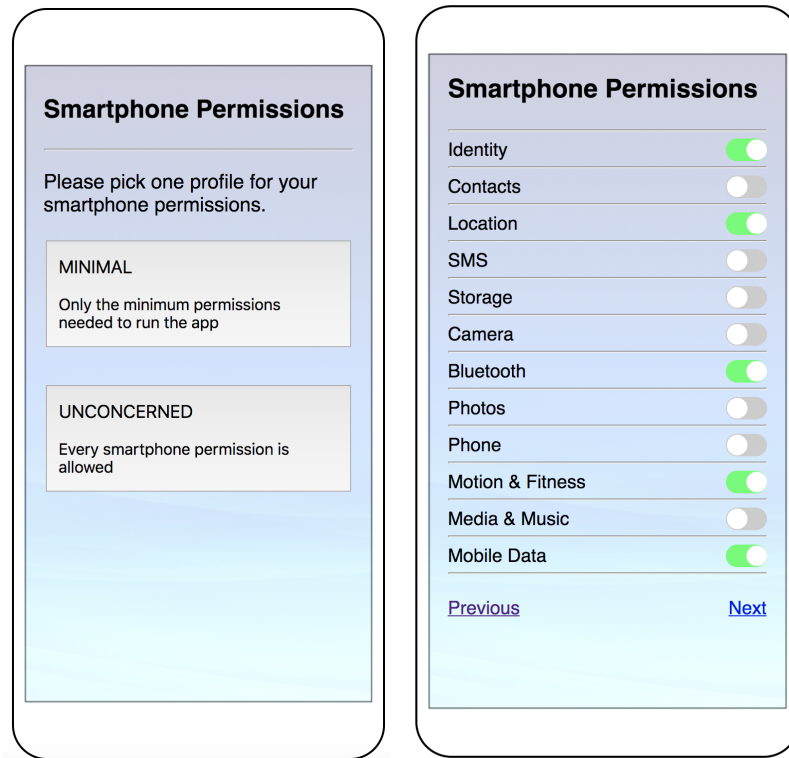 Smartphone Permissions
Please pick one profile for your
smartphone permissions.
MINIMAL
Only the minimum permissions
needed to run the app
UNCONCERNED
Every smartphone permission is
allowed
Smartphone Permissions
Identity
Contacts
Location
SMS
Storage
Camera
Bluetooth
Photos
Phone
Motion & Fitness
Media & Music
Mobile Data
Previous Next